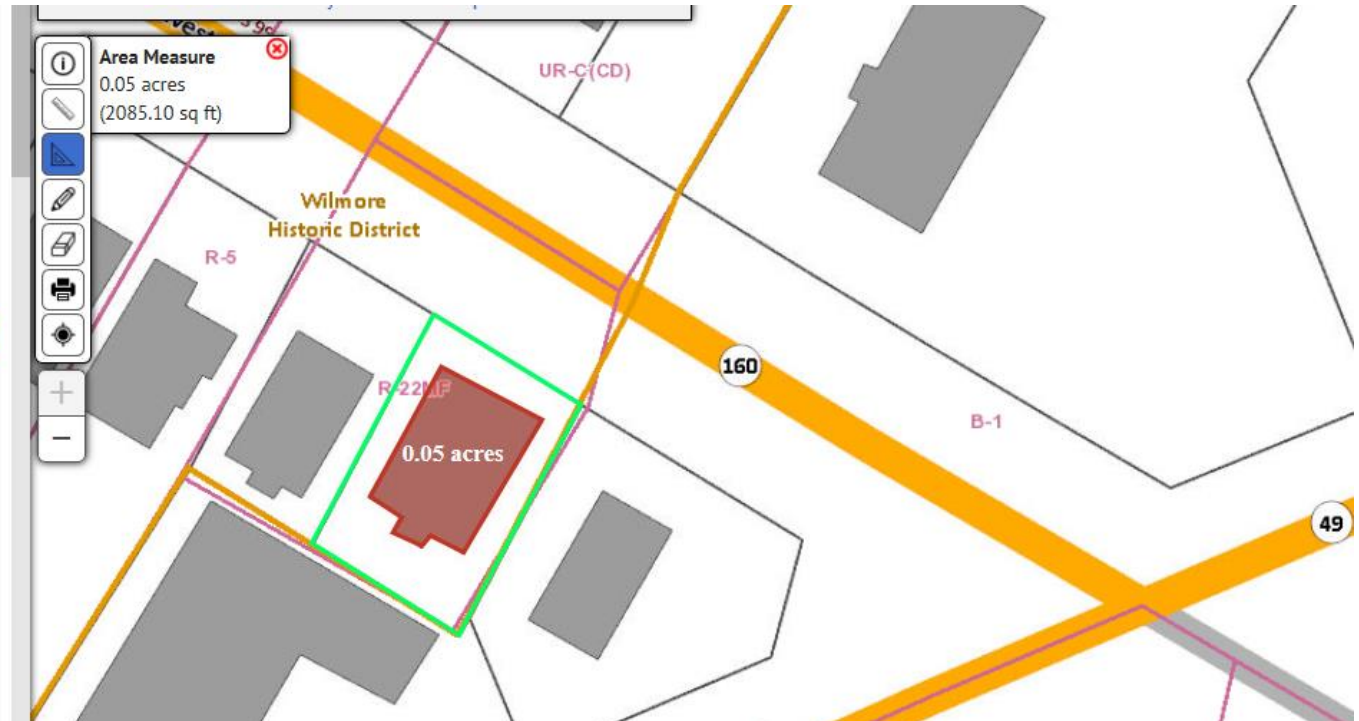 West
Area Measure
0.05 acres
(2085.10 sq ft)
UR-C(CD)
Wilmore
Historic District
R-5
160
R-22MF
B-1
0.05 acres
49